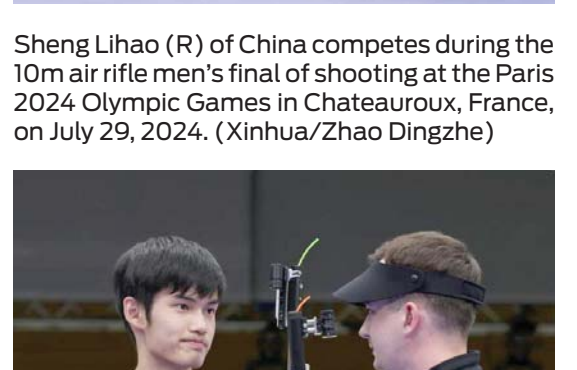 Sheng Lihao (R) of China competes during the
10m air rifle men’s final of shooting at the Paris
2024 Olympic Games in Chateauroux, France,
on July 29, 2024. (Xinhua/Zhao Dingzhe)